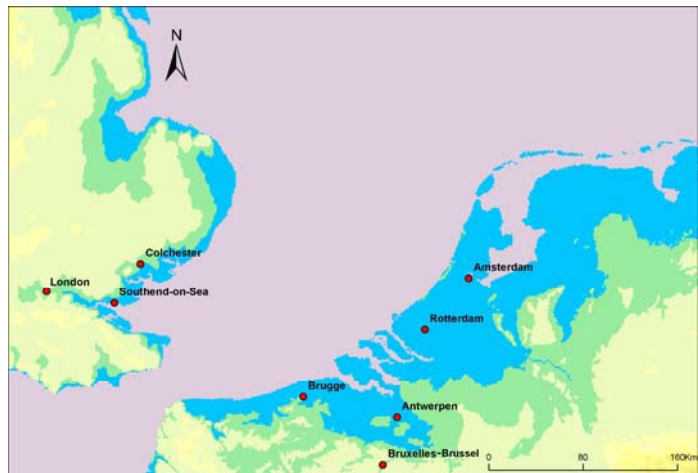 N
Colchester
London
Southend-on-Sea
Amsterdam
Rotterdam
Brugge
Antwerpen
Bruxelles-Brussel
0 80 160Km